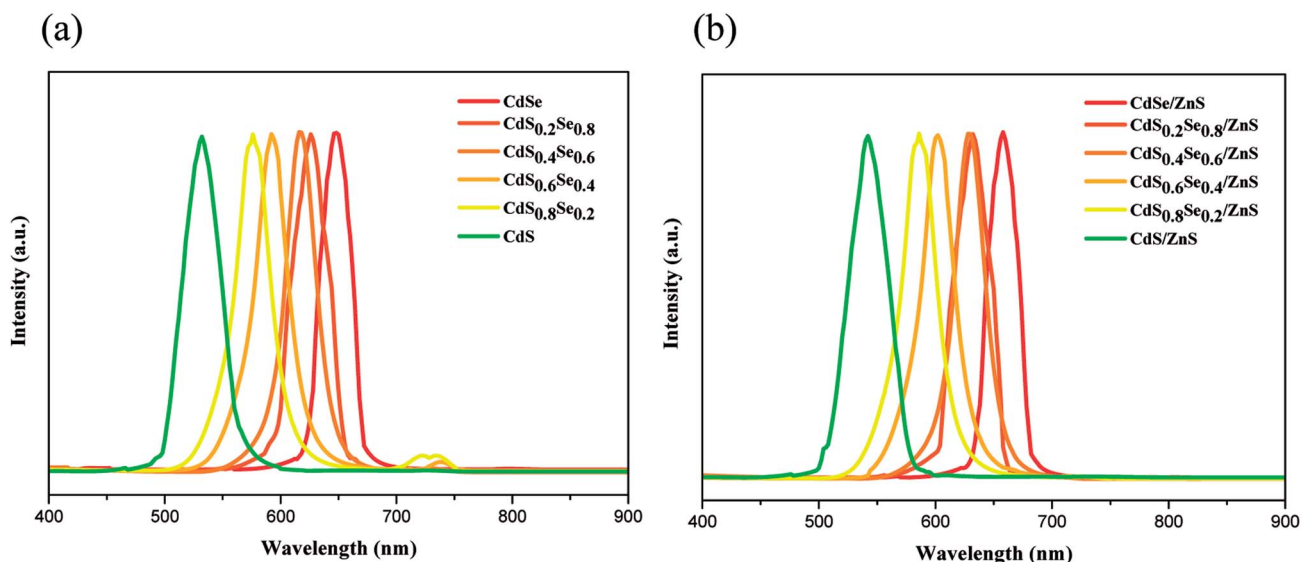 (a)
CdSe
CdS0.2Se0.8
CdS0.4Se0.6
CdS0.6Se0.4
CdS0.8Se0.2
CdS
Intensity (a.u.)
400 500 600 700 800 900
Wavelength (nm)
(b)
CdSe/ZnS
CdS0.2Se0.8/ZnS
CdS0.4Se0.6/ZnS
CdS0.6Se0.4/ZnS
CdS0.8Se0.2/ZnS
CdS/ZnS
Intensity (a.u.)
400 500 600 700 800 900
Wavelength (nm)